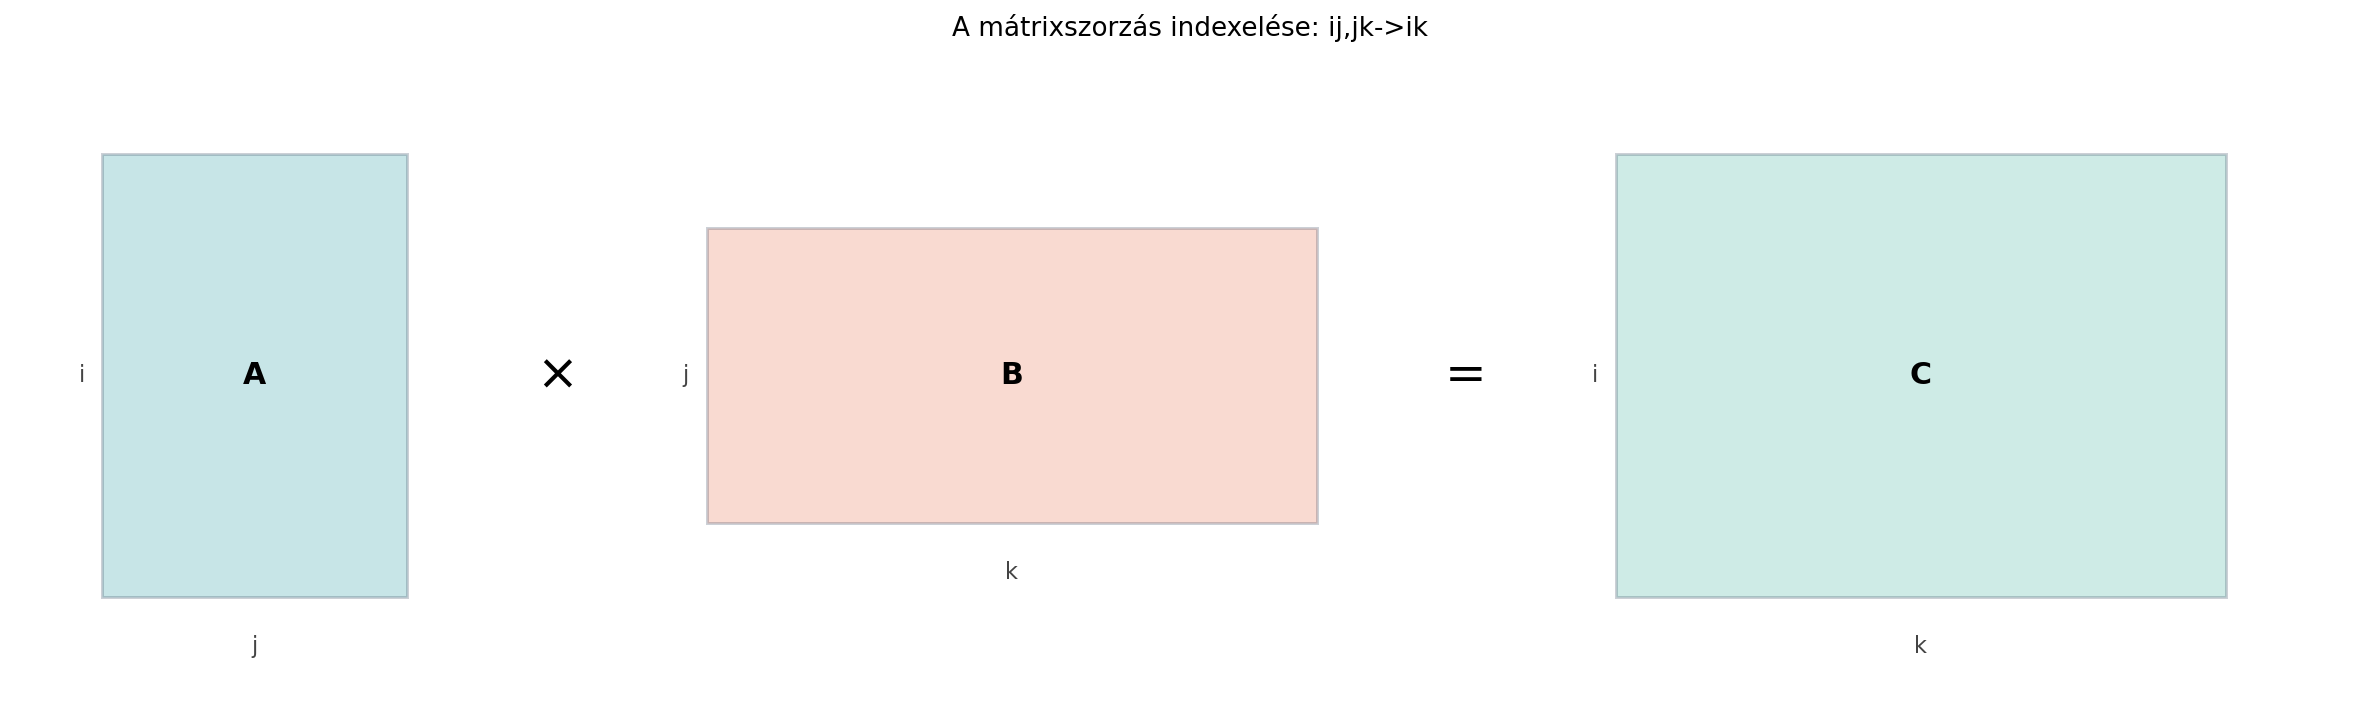 A mátrixszorzás indexelése: ij,jk->ik
i
A
j
×
j
B
k
=
i
C
k